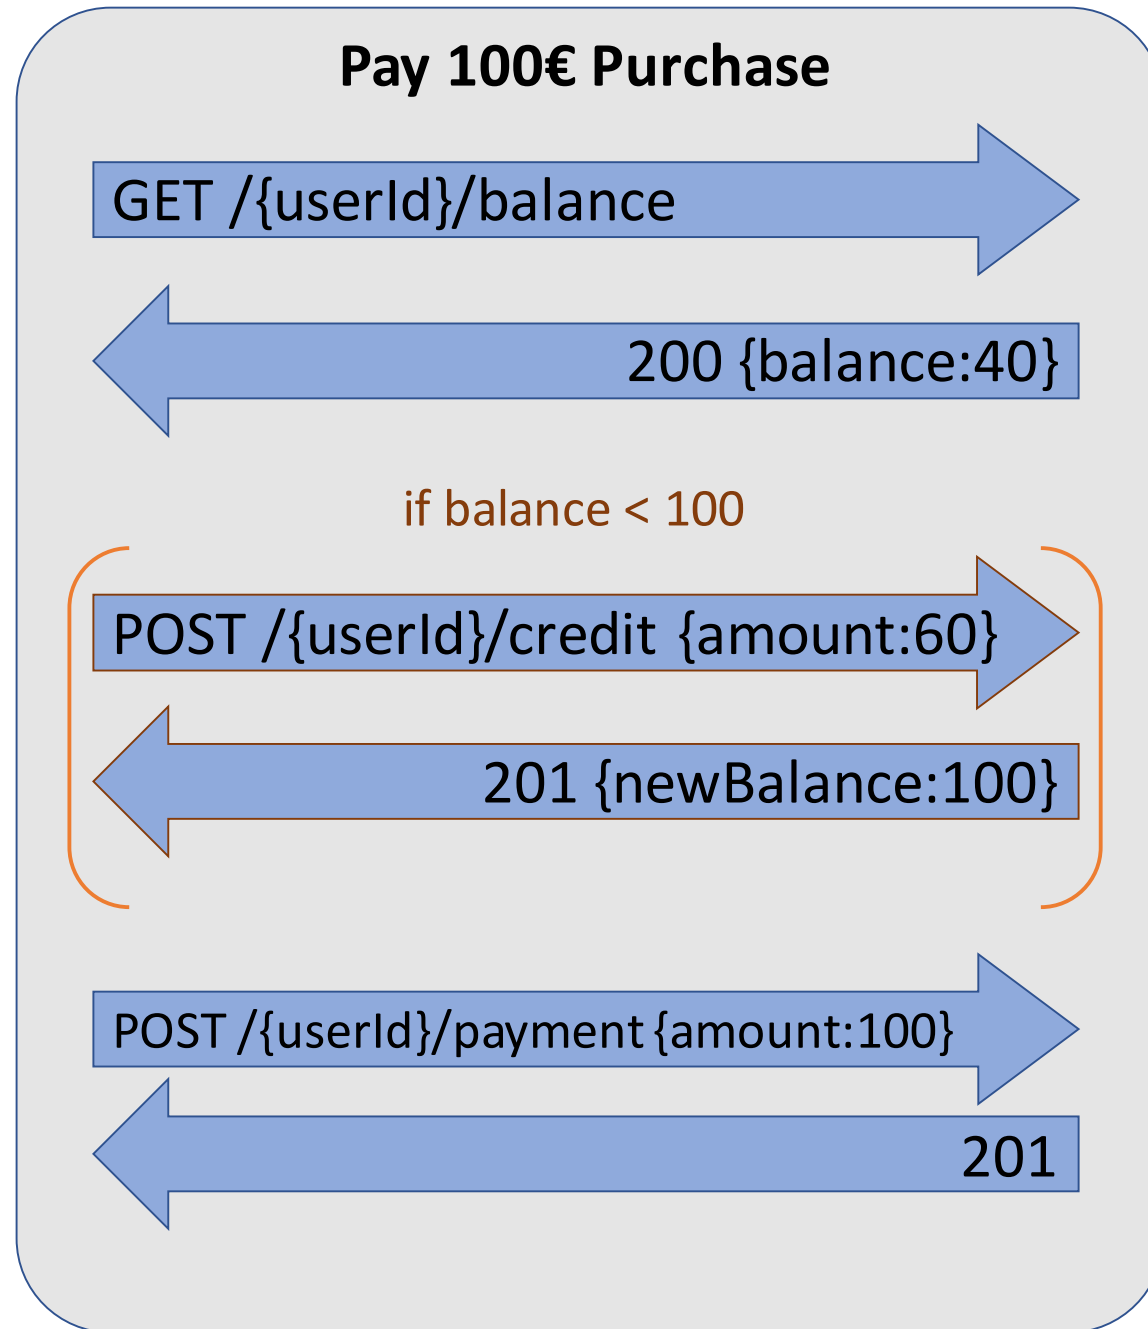 Pay 100€ Purchase
GET /{userId}/balance
200 {balance:40}
if balance < 100
POST /{userId}/credit {amount:60}
201 {newBalance:100}
POST /{userId}/payment {amount:100}
201